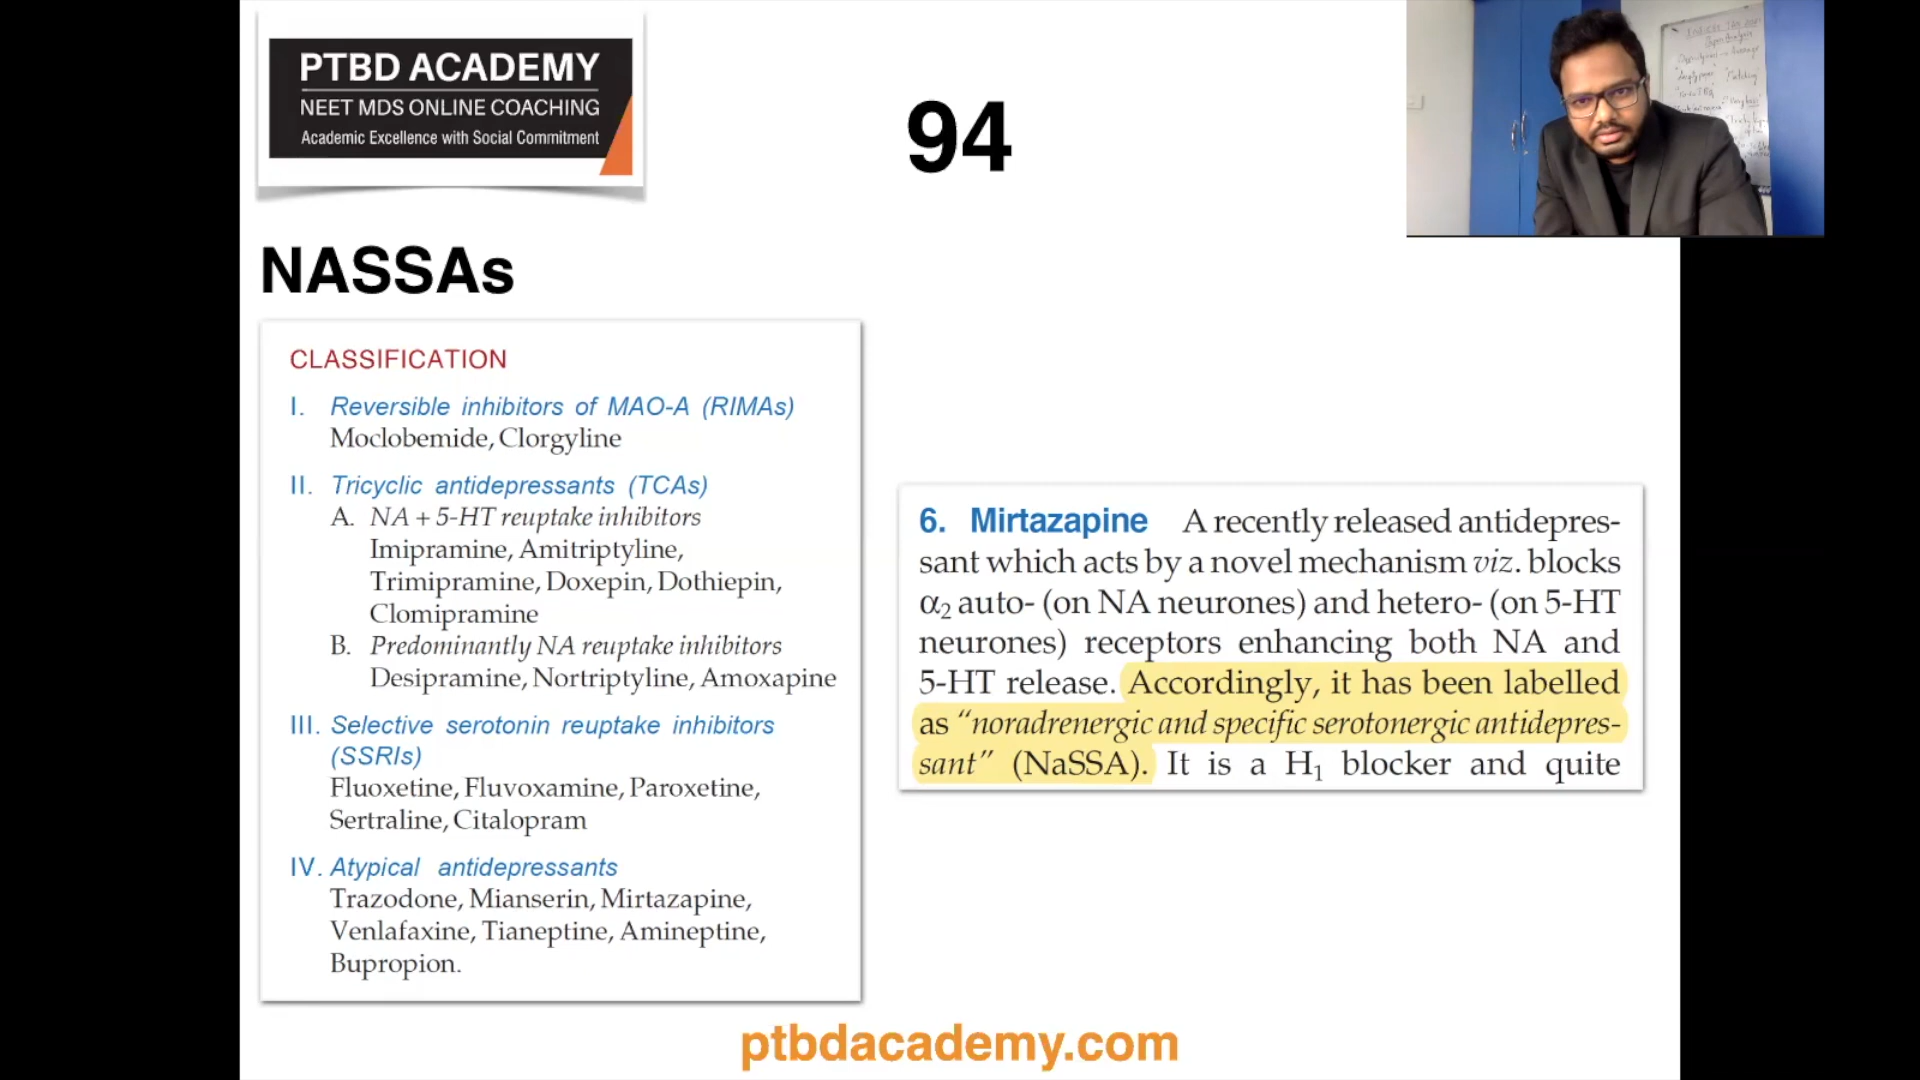 PTBD ACADEMY
NEET MDS ONLINE COACHING
Academic Excellence with Social Commitment
94
NASSAs
CLASSIFICATION
I. Reversible inhibitors of MAO-A (RIMAs)
Moclobemide, Clorgyline
II. Tricyclic antidepressants (TCAs)
A. NA + 5-HT reuptake inhibitors
Imipramine, Amitriptyline,
Trimipramine, Doxepin, Dothiepin,
Clomipramine
B. Predominantly NA reuptake inhibitors
Desipramine, Nortriptyline, Amoxapine
III. Selective serotonin reuptake inhibitors
(SSRIs)
Fluoxetine, Fluvoxamine, Paroxetine,
Sertraline, Citalopram
IV. Atypical antidepressants
Trazodone, Mianserin, Mirtazapine,
Venlafaxine, Tianeptine, Amineptine,
Bupropion.
6. Mirtazapine A recently released antidepres-
sant which acts by a novel mechanism viz. blocks
α₂ auto- (on NA neurones) and hetero- (on 5-HT
neurones) receptors enhancing both NA and
5-HT release. Accordingly, it has been labelled
as “noradrenergic and specific serotonergic antidepres-
sant” (NaSSA). It is a H₁ blocker and quite
ptbdacademy.com